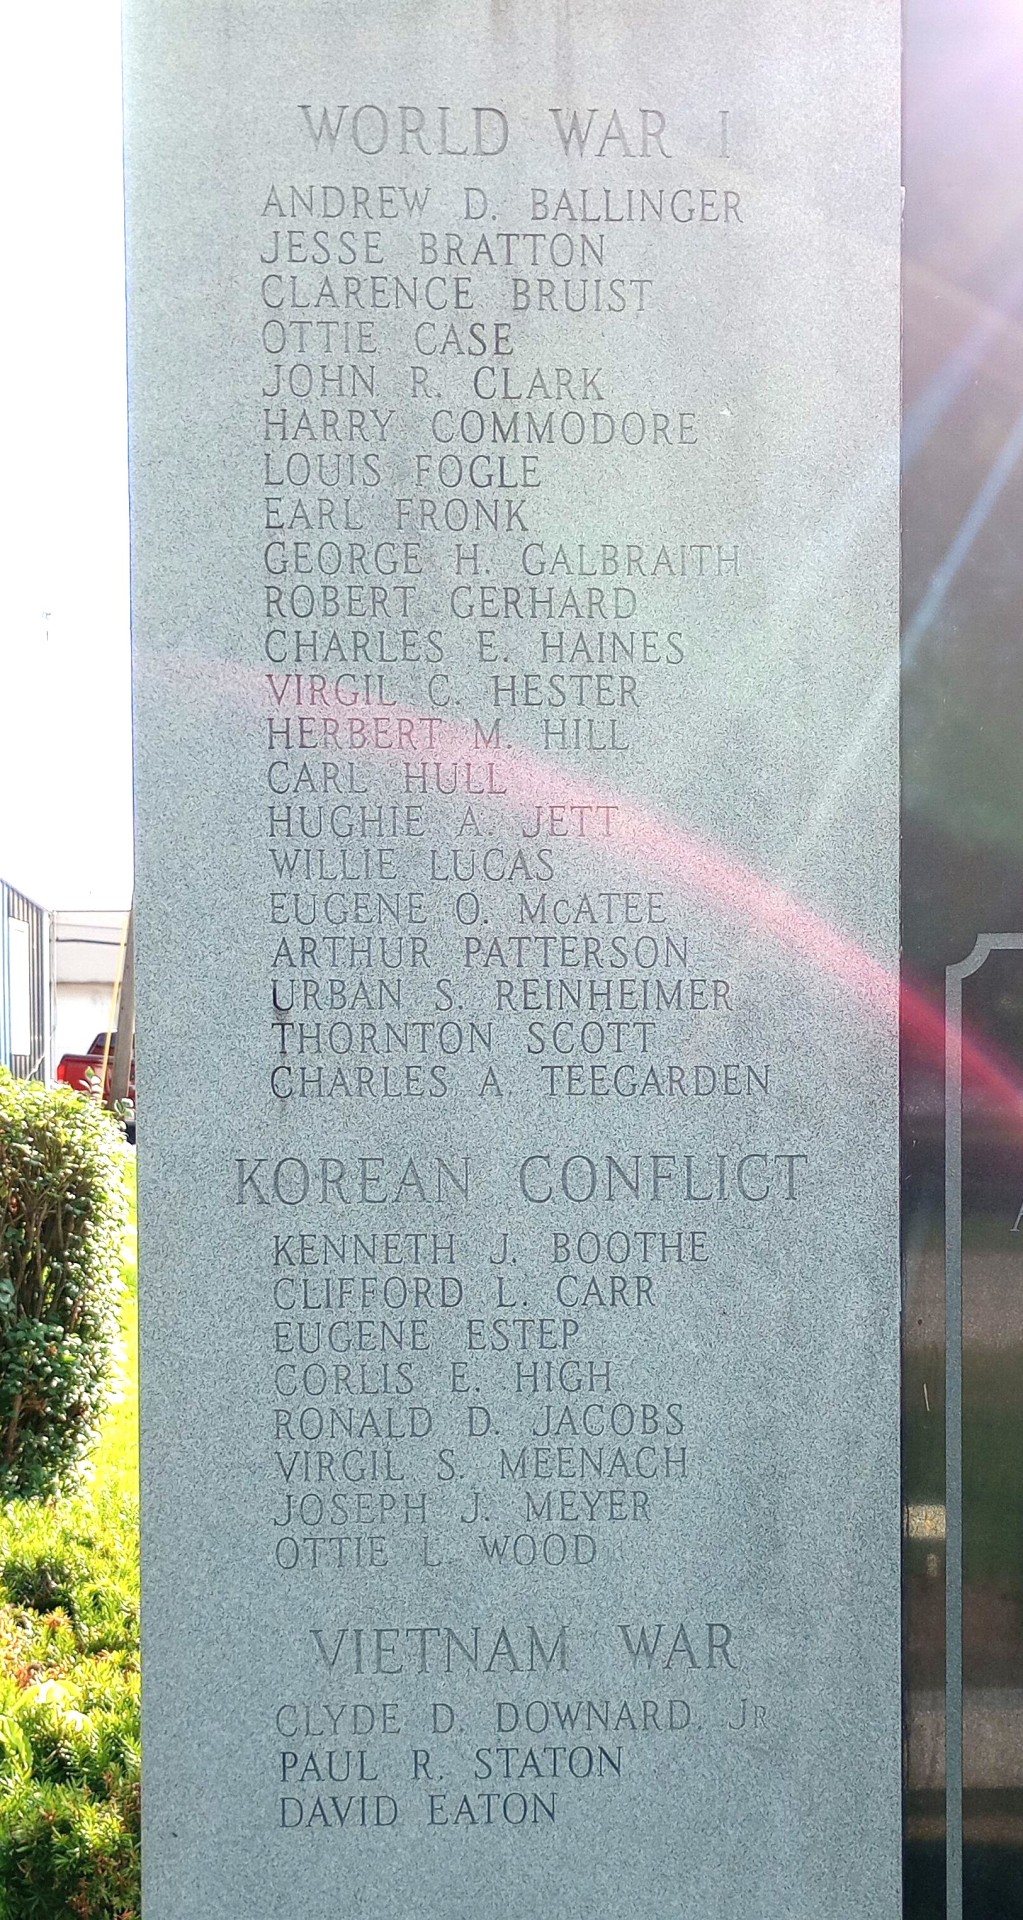 WORLD WAR I
ANDREW D. BALLINGER
JESSE BRATTON
CLARENCE BRUIST
OTTIE CASE
JOHN R. CLARK
HARRY COMMODORE
LOUIS FOGLE
EARL FRONK
GEORGE H. GALBRAITH
ROBERT GERHARD
CHARLES E. HAINES
VIRGIL C. HESTER
HERBERT M. HILL
CARL HULL
HUGHIE A. JETT
WILLIE LUCAS
EUGENE O. McATEE
ARTHUR PATTERSON
URBAN S. REINHEIMER
THORNTON SCOTT
CHARLES A. TEEGARDEN
KOREAN CONFLICT
KENNETH J. BOOTHE
CLIFFORD L. CARR
EUGENE ESTEP
CORLIS E. HIGH
RONALD D. JACOBS
VIRGIL S. MEENACH
JOSEPH J. MEYER
OTTIE L. WOOD
VIETNAM WAR
CLYDE D. DOWNARD, JR
PAUL R. STATON
DAVID EATON